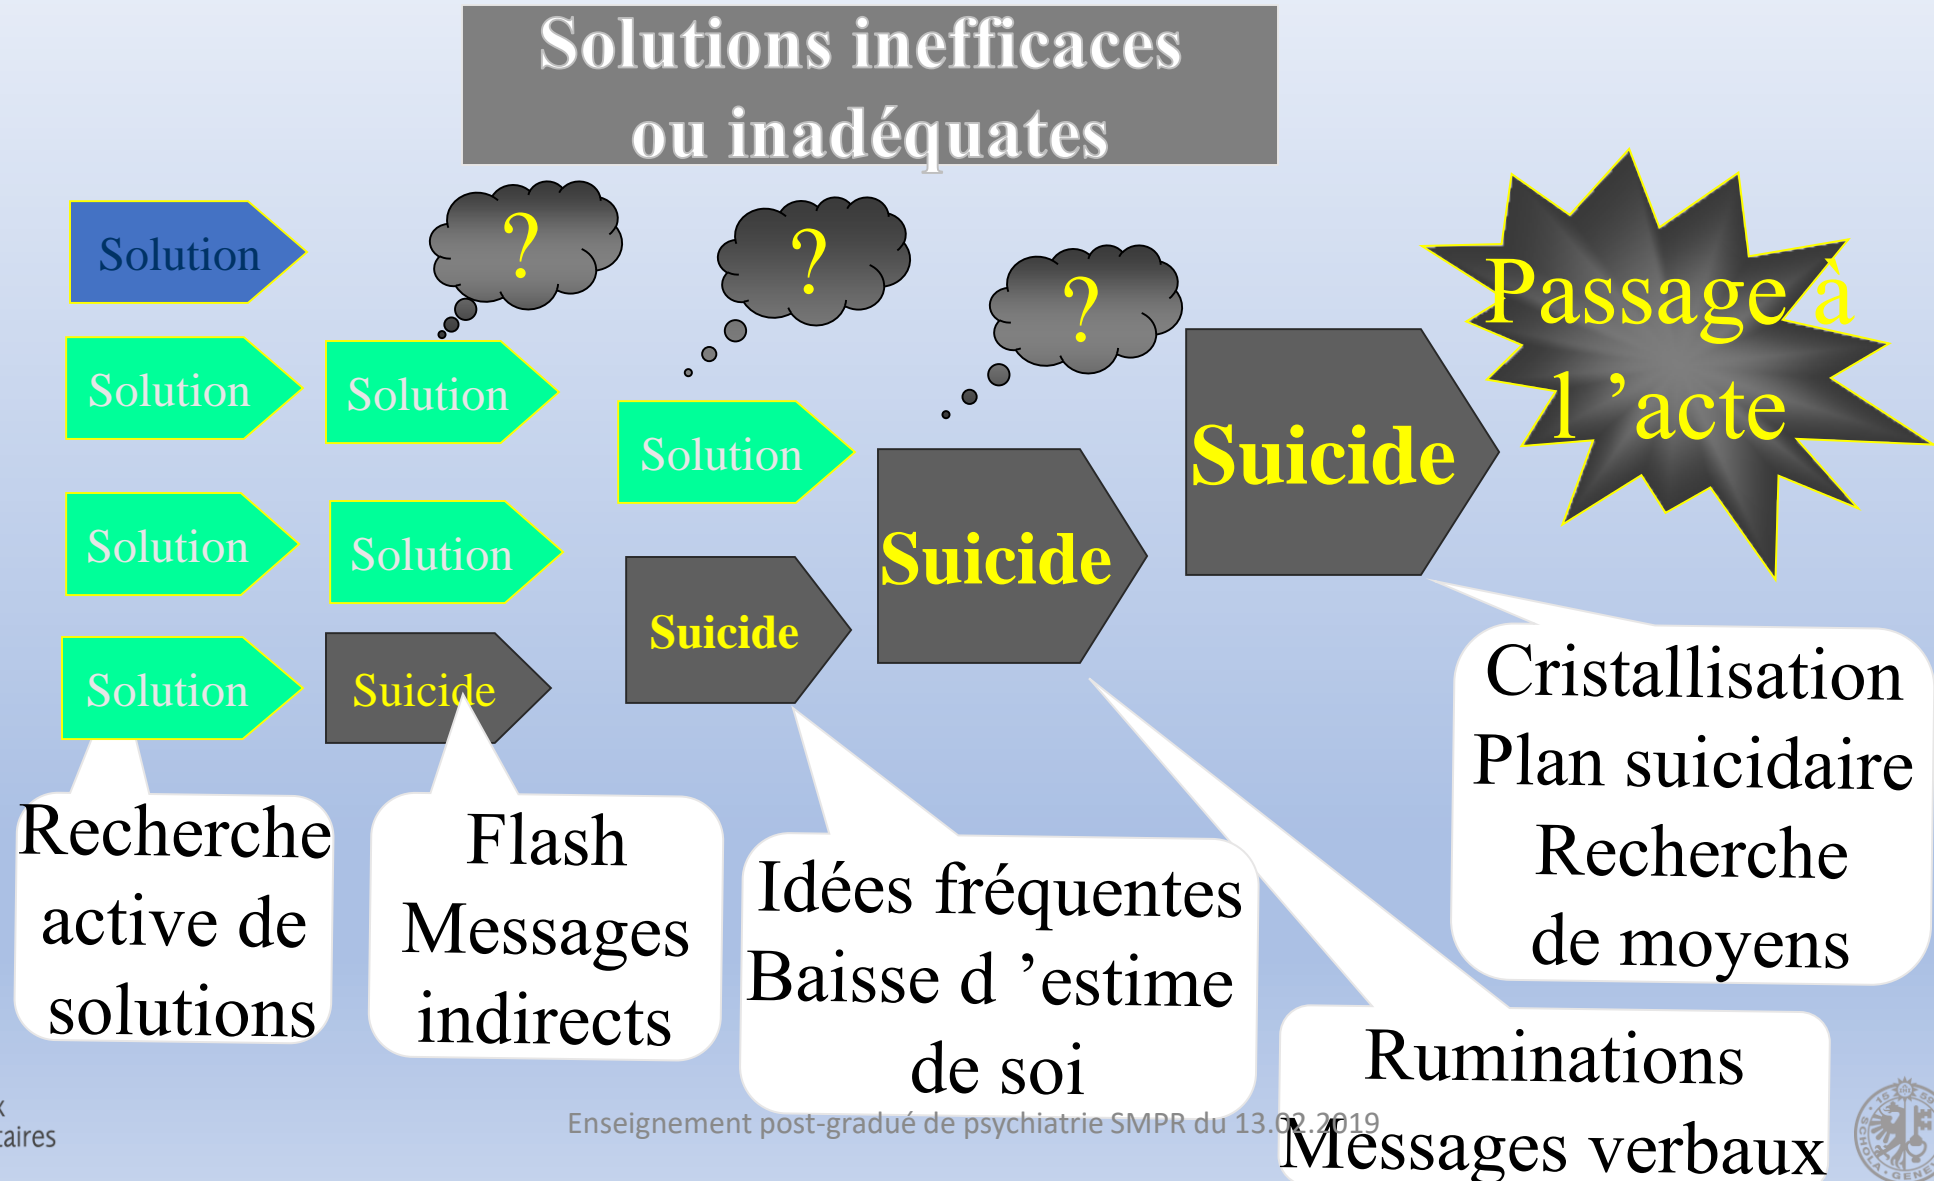 Solutions inefficaces
ou inadéquates
Solution
?
?
?
Passage à
l ’acte
Solution
Solution
Solution
Suicide
Suicide
Solution
Solution
Suicide
Solution
Suicide
Recherche
active de
solutions
Flash
Messages
indirects
Idées fréquentes
Baisse d ’estime
de soi
Cristallisation
Plan suicidaire
Recherche
de moyens
Ruminations
Messages verbaux
x
taires
Enseignement post-gradué de psychiatrie SMPR du 13.02.2019